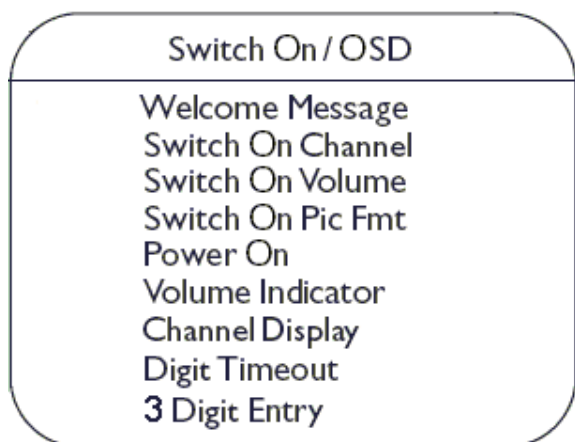 Switch On / OSD
Welcome Message
Switch On Channel
Switch On Volume
Switch On Pic Fmt
Power On
Volume Indicator
Channel Display
Digit Timeout
3 Digit Entry